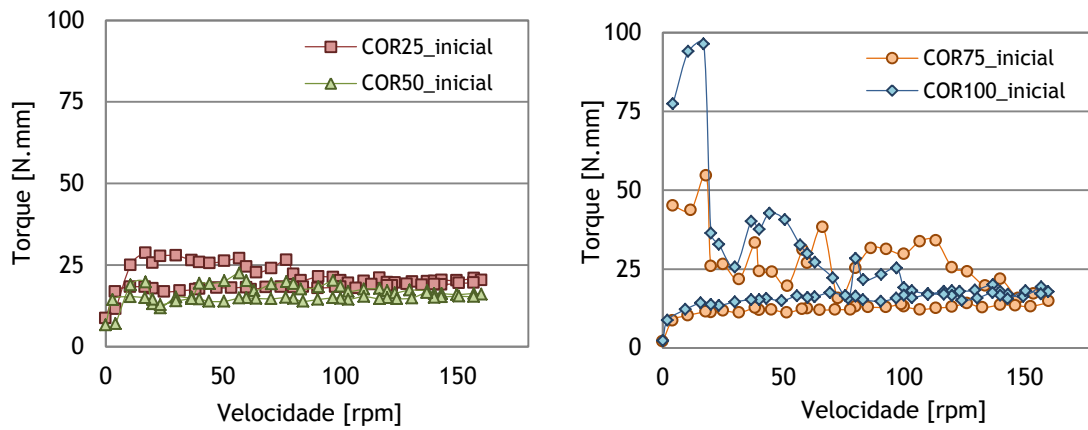 100
75
50
25
0
Torque [N.mm]
COR25_inicial
COR50_inicial
0 50 100 150
Velocidade [rpm]
100
75
50
25
0
Torque [N.mm]
COR75_inicial
COR100_inicial
0 50 100 150
Velocidade [rpm]